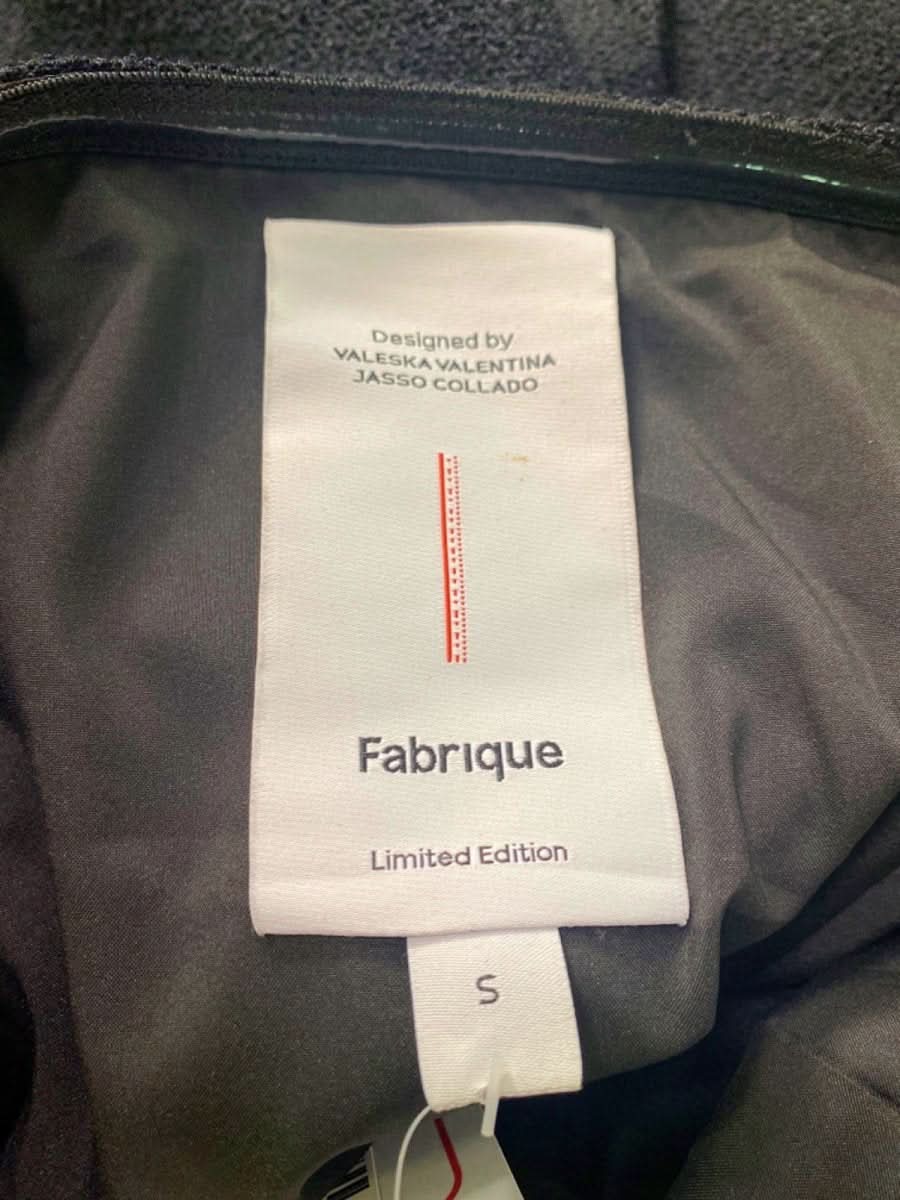 Designed by
VALESKA VALENTINA
JASSO COLLADO
Fabrique
Limited Edition
S